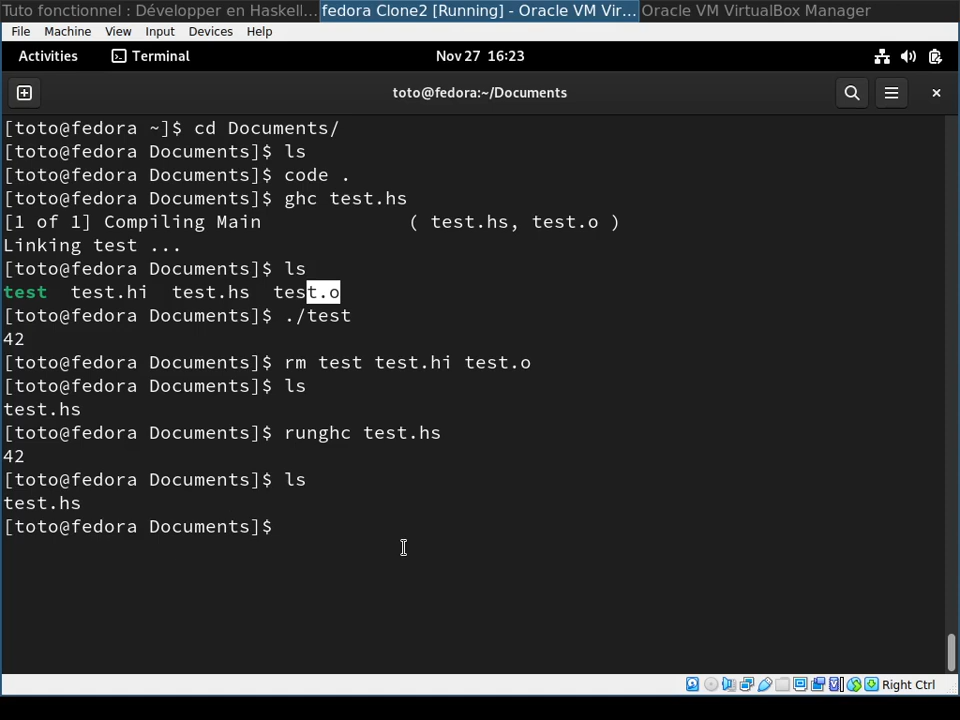 Tuto fonctionnel : Développer en Haskell... fedora Clone2 [Running] - Oracle VM Vir... Oracle VM VirtualBox Manager
File Machine View Input Devices Help
Activities Terminal Nov 27 16:23
toto@fedora:~/Documents
[toto@fedora ~]$ cd Documents/
[toto@fedora Documents]$ ls
[toto@fedora Documents]$ code .
[toto@fedora Documents]$ ghc test.hs
[1 of 1] Compiling Main ( test.hs, test.o )
Linking test ...
[toto@fedora Documents]$ ls
test test.hi test.hs test.o
[toto@fedora Documents]$ ./test
42
[toto@fedora Documents]$ rm test test.hi test.o
[toto@fedora Documents]$ ls
test.hs
[toto@fedora Documents]$ runghc test.hs
42
[toto@fedora Documents]$ ls
test.hs
[toto@fedora Documents]$
Right Ctrl